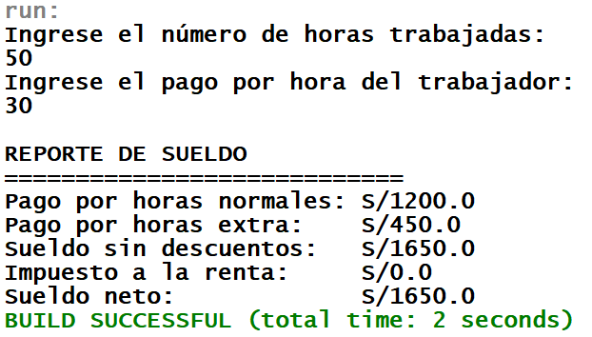 run:
Ingrese el número de horas trabajadas:
50
Ingrese el pago por hora del trabajador:
30
REPORTE DE SUELDO
============================
Pago por horas normales: S/1200.0
Pago por horas extra: S/450.0
Sueldo sin descuentos: S/1650.0
Impuesto a la renta: S/0.0
Sueldo neto: S/1650.0
BUILD SUCCESSFUL (total time: 2 seconds)